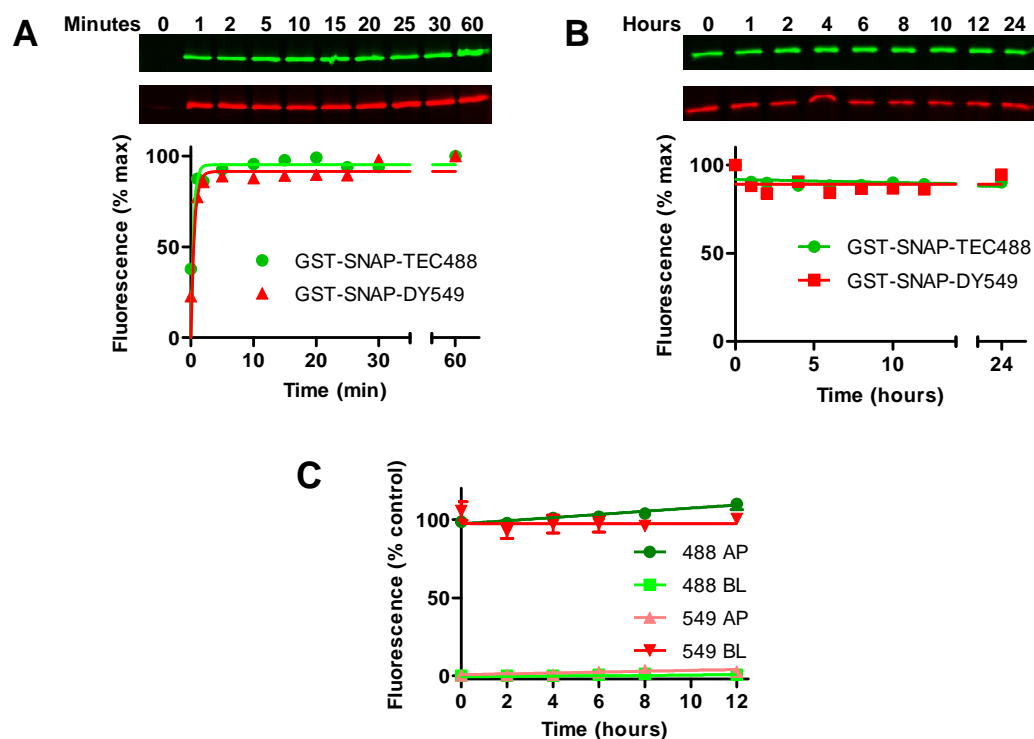 A
Minutes 0 1 2 5 10 15 20 25 30 60
Fluorescence (% max)
100
50
0
GST-SNAP-TEC488
GST-SNAP-DY549
0 10 20 30 60
Time (min)
B
Hours 0 1 2 4 6 8 10 12 24
Fluorescence (% max)
100
50
0
GST-SNAP-TEC488
GST-SNAP-DY549
0 5 10 24
Time (hours)
C
Fluorescence (% control)
100
50
0
488 AP
488 BL
549 AP
549 BL
0 2 4 6 8 10 12
Time (hours)